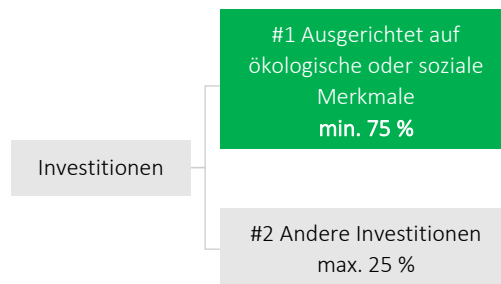 #1 Ausgerichtet auf
ökologische oder soziale
Merkmale
min. 75 %
Investitionen
#2 Andere Investitionen
max. 25 %